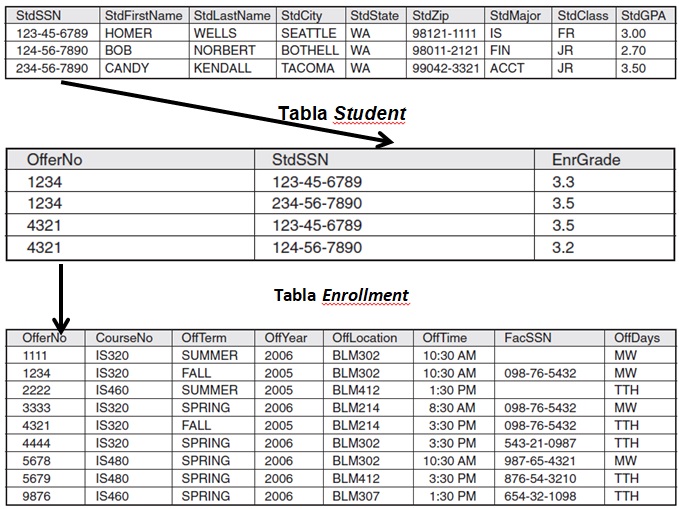 StdSSN StdFirstName StdLastName StdCity StdState StdZip StdMajor StdClass StdGPA
123-45-6789 HOMER WELLS SEATTLE WA 98121-1111 IS FR 3.00
124-56-7890 BOB NORBERT BOTHELL WA 98011-2121 FIN JR 2.70
234-56-7890 CANDY KENDALL TACOMA WA 99042-3321 ACCT JR 3.50
Tabla Student
OfferNo StdSSN EnrGrade
1234 123-45-6789 3.3
1234 234-56-7890 3.5
4321 123-45-6789 3.5
4321 124-56-7890 3.2
Tabla Enrollment
OfferNo CourseNo OffTerm OffYear OffLocation OffTime FacSSN OffDays
1111 IS320 SUMMER 2006 BLM302 10:30 AM MW
1234 IS320 FALL 2005 BLM302 10:30 AM 098-76-5432 MW
2222 IS460 SUMMER 2005 BLM412 1:30 PM TTH
3333 IS320 SPRING 2006 BLM214 8:30 AM 098-76-5432 MW
4321 IS320 FALL 2005 BLM214 3:30 PM 098-76-5432 TTH
4444 IS320 SPRING 2006 BLM302 3:30 PM 543-21-0987 TTH
5678 IS480 SPRING 2006 BLM302 10:30 AM 987-65-4321 MW
5679 IS480 SPRING 2006 BLM412 3:30 PM 876-54-3210 TTH
9876 IS460 SPRING 2006 BLM307 1:30 PM 654-32-1098 TTH